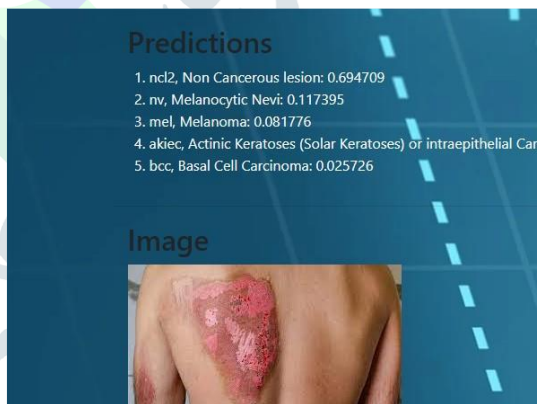 Predictions
1. ncl2, Non Cancerous lesion: 0.694709
2. nv, Melanocytic Nevi: 0.117395
3. mel, Melanoma: 0.081776
4. akiec, Actinic Keratoses (Solar Keratoses) or intraepithelial Car
5. bcc, Basal Cell Carcinoma: 0.025726
Image